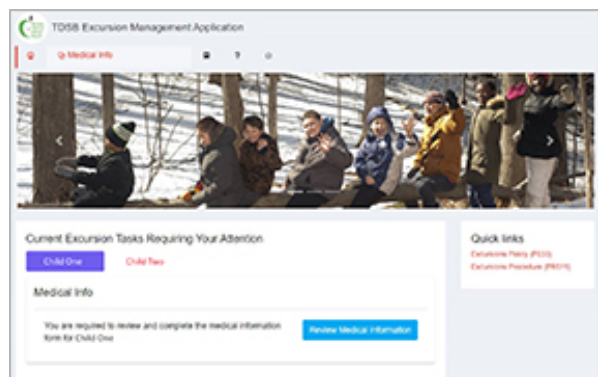 TDSB Excursion Management Application
Medical Info
?
Current Excursion Tasks Requiring Your Attention
Quick links
Child One
Child Two
Excursions Policy (P033)
Excursions Procedure
Medical Info
You are required to review and complete the medical information
form for Child One
Review Medical Information